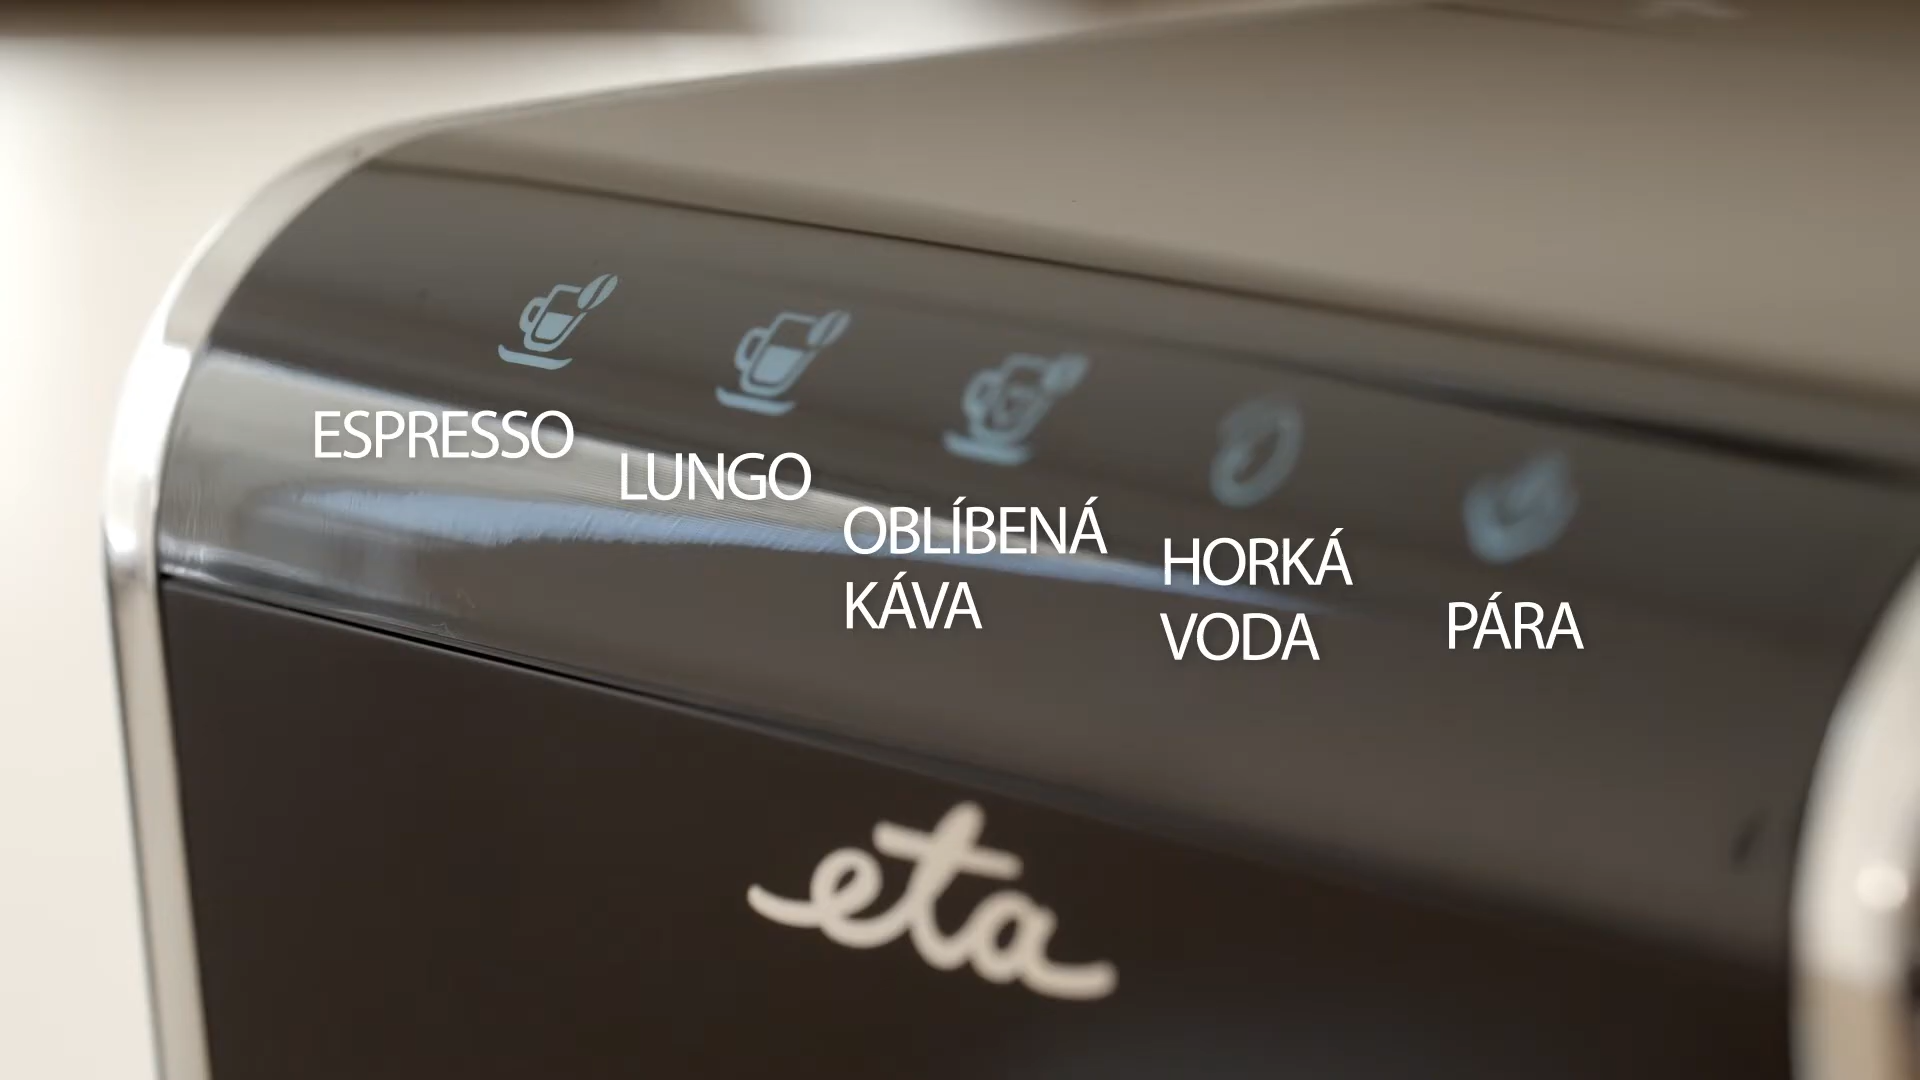 ESPRESSO
LUNGO
OBLÍBENÁ
KÁVA
HORKÁ
VODA
PÁRA
eta